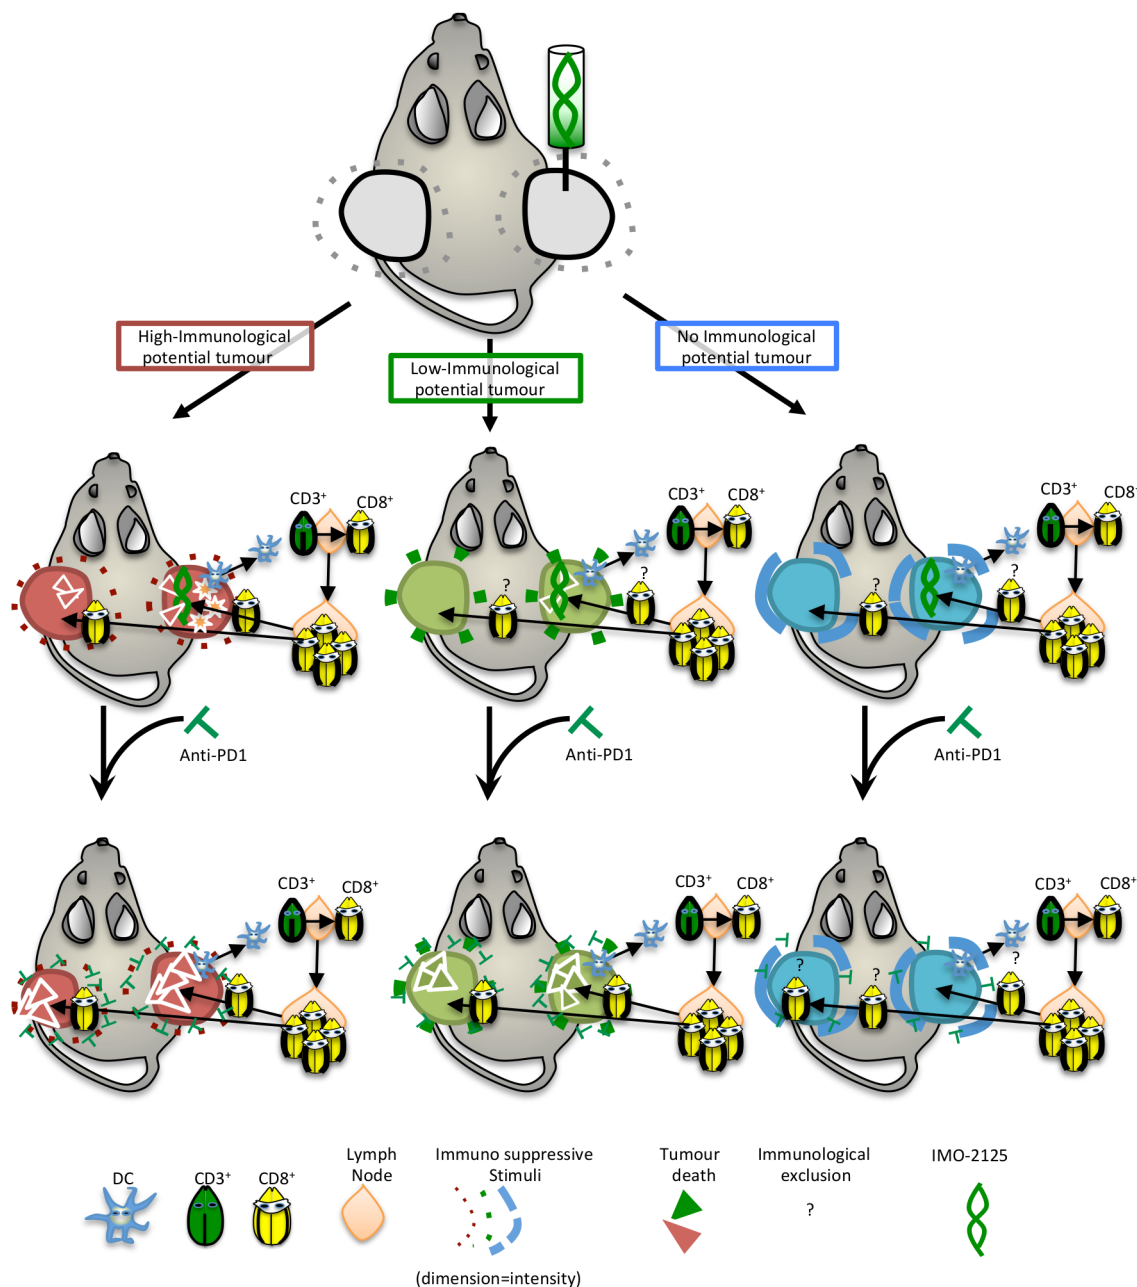 High-Immunological
potential tumour
Low-Immunological
potential tumour
No Immunological
potential tumour
CD3+
CD8+
CD3+
CD8+
CD3+
CD8+
?
?
?
?
Anti-PD1
Anti-PD1
Anti-PD1
CD3+
CD8+
CD3+
CD8+
CD3+
CD8+
?
?
?
DC
CD3+
CD8+
Lymph
Node
Immuno suppressive
Stimuli
(dimension=intensity)
Tumour
death
Immunological
exclusion
?
IMO-2125